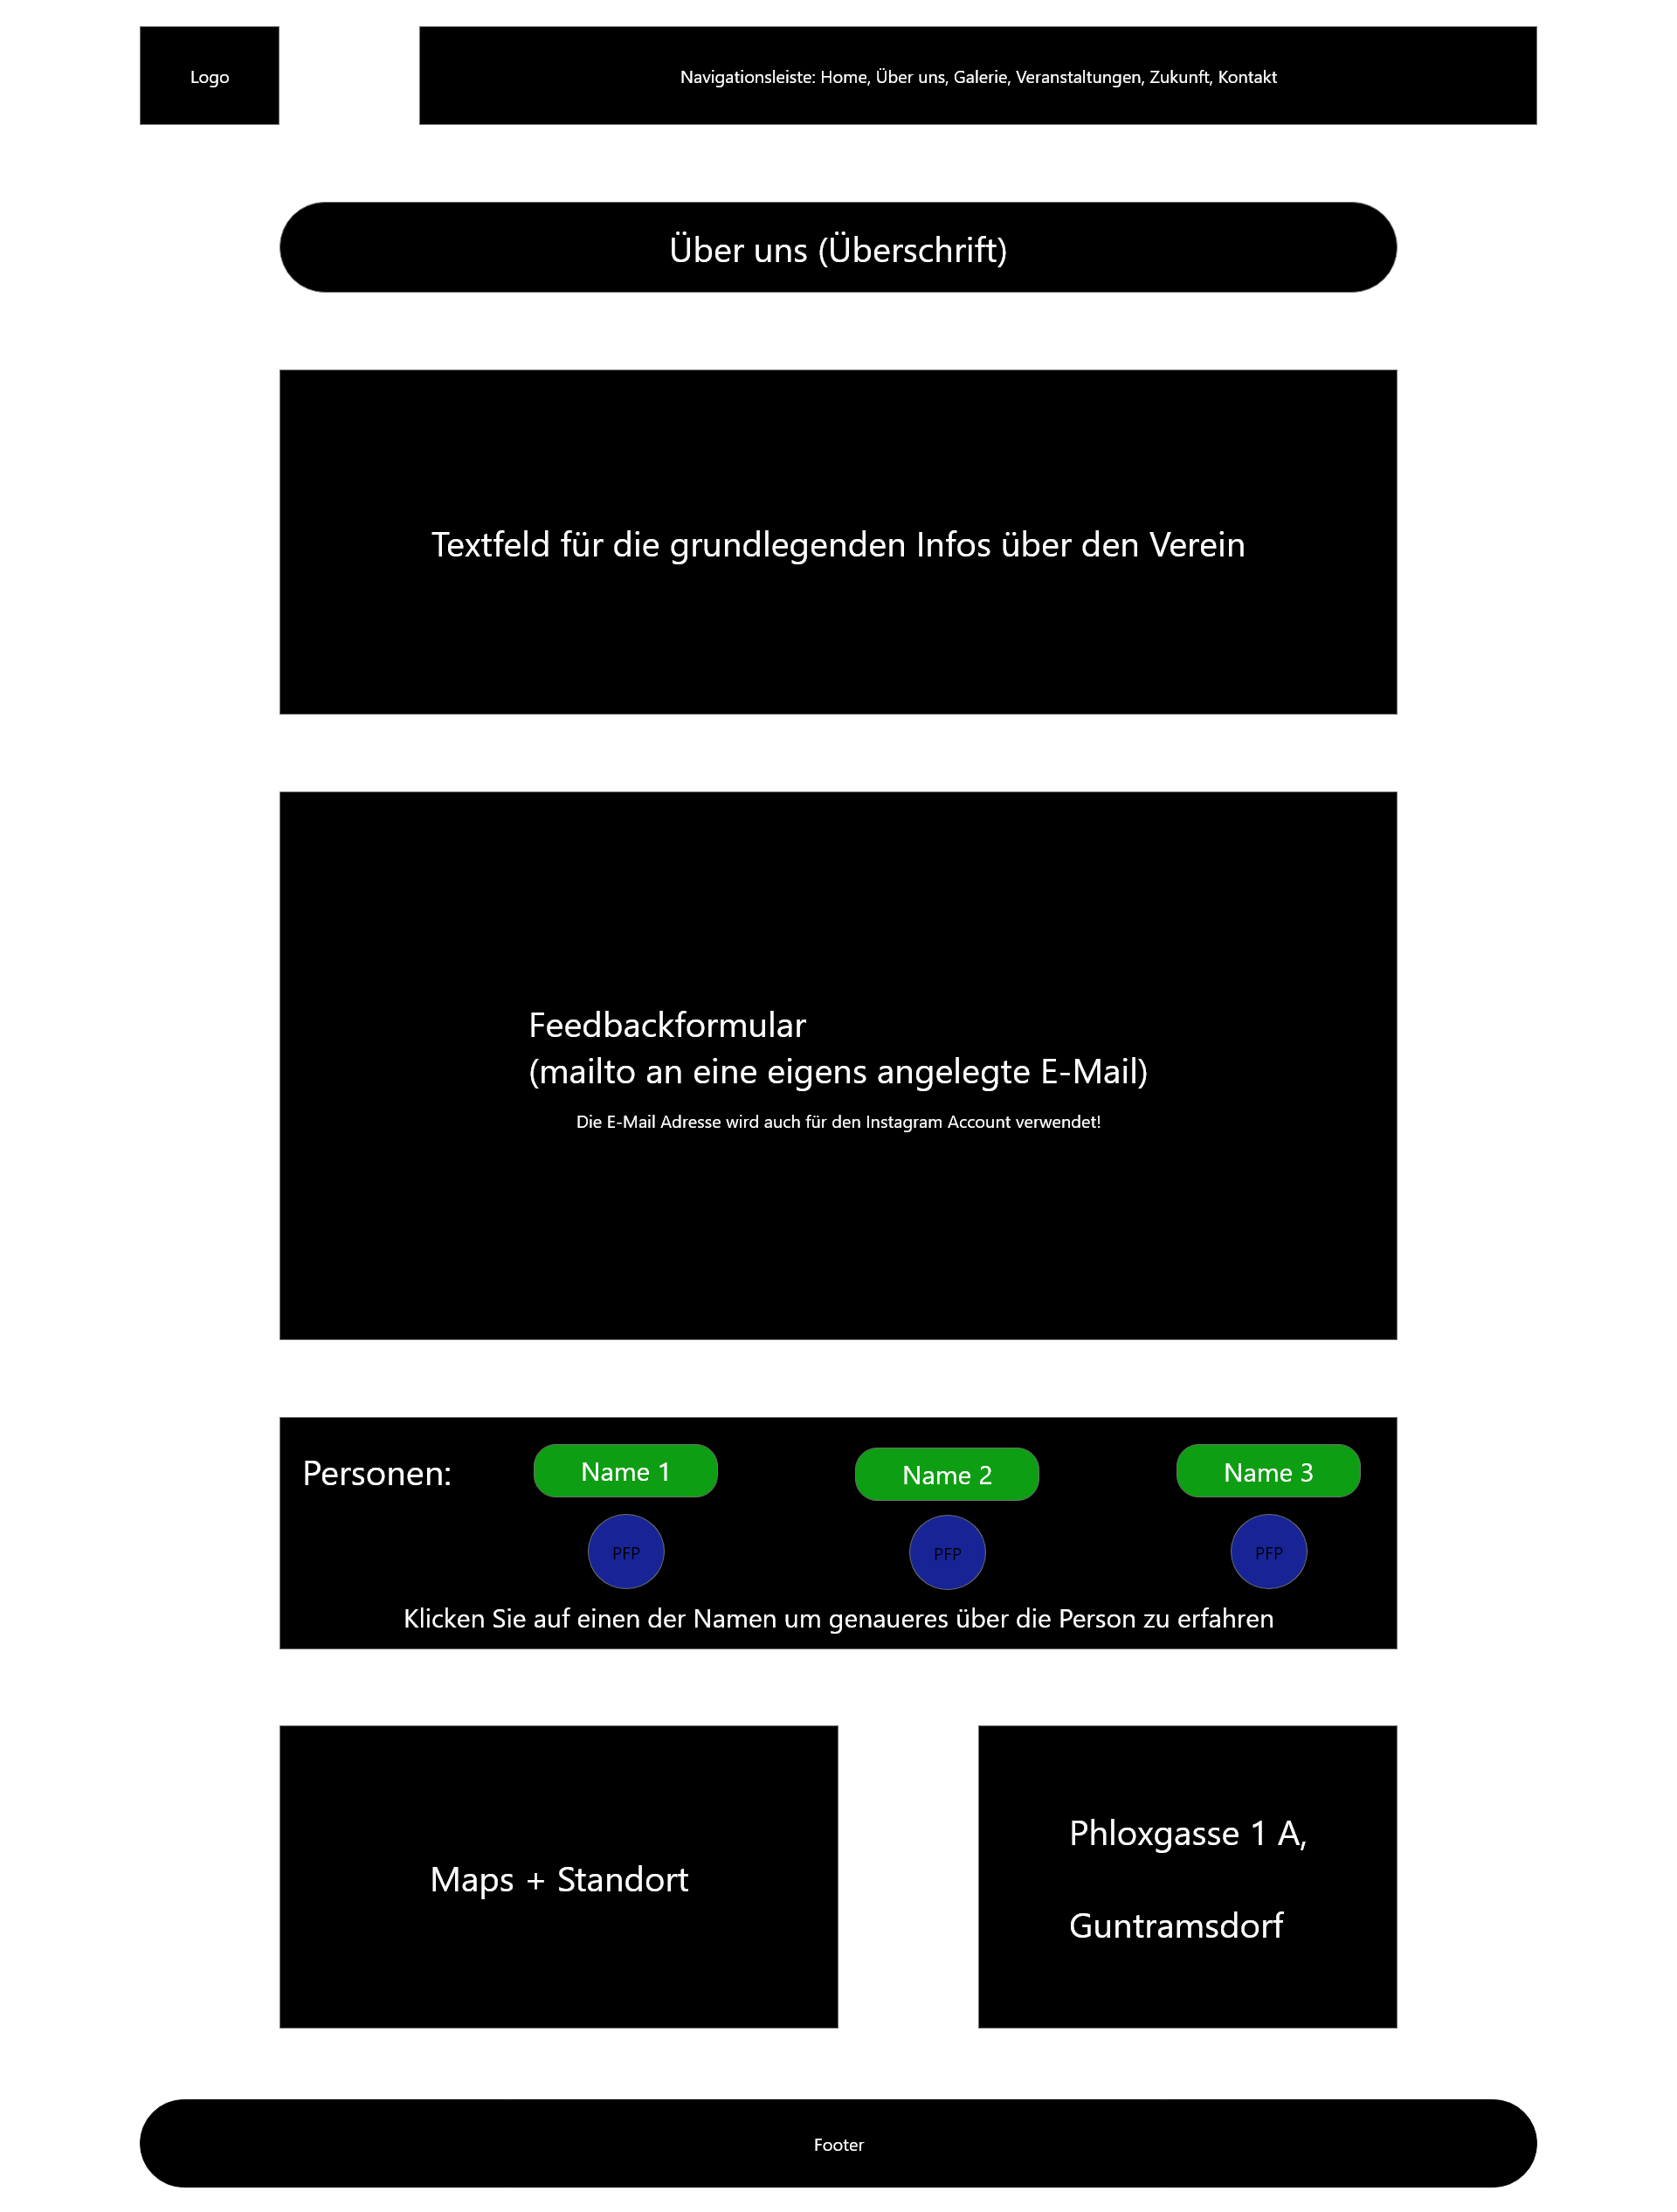 Logo
Navigationsleiste: Home, Über uns, Galerie, Veranstaltungen, Zukunft, Kontakt
Über uns (Überschrift)
Textfeld für die grundlegenden Infos über den Verein
Feedbackformular
(mailto an eine eigens angelegte E-Mail)
Die E-Mail Adresse wird auch für den Instagram Account verwendet!
Personen:
Name 1
Name 2
Name 3
PFP
PFP
PFP
Klicken Sie auf einen der Namen um genaueres über die Person zu erfahren
Maps + Standort
Phloxgasse 1 A,
Guntramsdorf
Footer